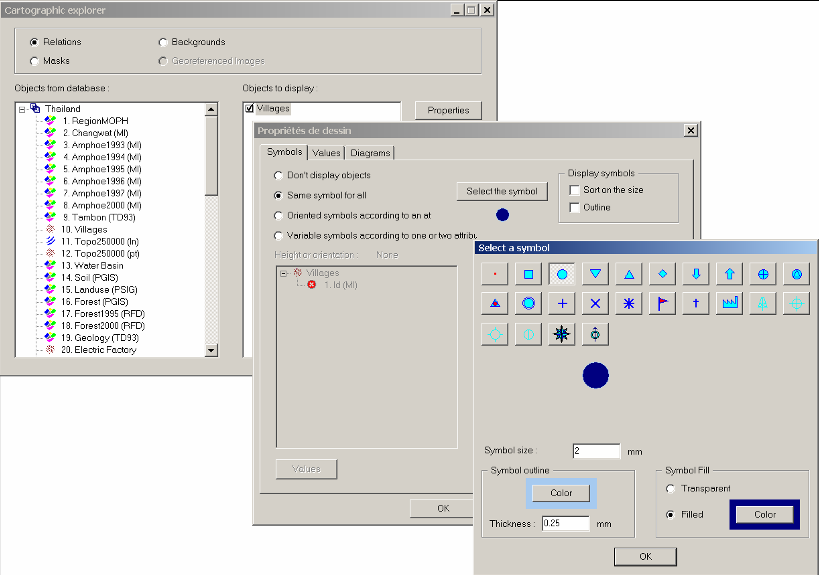 Cartographic explorer
Relations
Backgrounds
Masks
Georeferenced images
Objects from database :
Objects to display :
Thailand
1. RegionMOPH
2. Changwat (MI)
3. Amphoe1993 (MI)
4. Amphoe1994 (MI)
5. Amphoe1995 (MI)
6. Amphoe1996 (MI)
7. Amphoe1997 (MI)
8. Amphoe2000 (MI)
9. Tambon (TD93)
10. Villages
11. Topo250000 (ln)
12. Topo250000 (pt)
13. Water Basin
14. Soil (PGIS)
15. Landuse (PSIG)
16. Forest (PGIS)
17. Forest1995 (RFD)
18. Forest2000 (RFD)
19. Geology (TD93)
20. Electric Factory
Villages
Properties
Propriétés de dessin
Symbols
Values
Diagrams
Don't display objects
Same symbol for all
Oriented symbols according to an at
Variable symbols according to one or two attribu
Select the symbol
Display symbols
Sort on the size
Outline
Height or orientation :
None
Villages
1. Id (MI)
Values
OK
Select a symbol
Symbol size :
2
mm
Symbol outline
Color
Thickness :
0.25
mm
Symbol Fill
Transparent
Filled
Color
OK